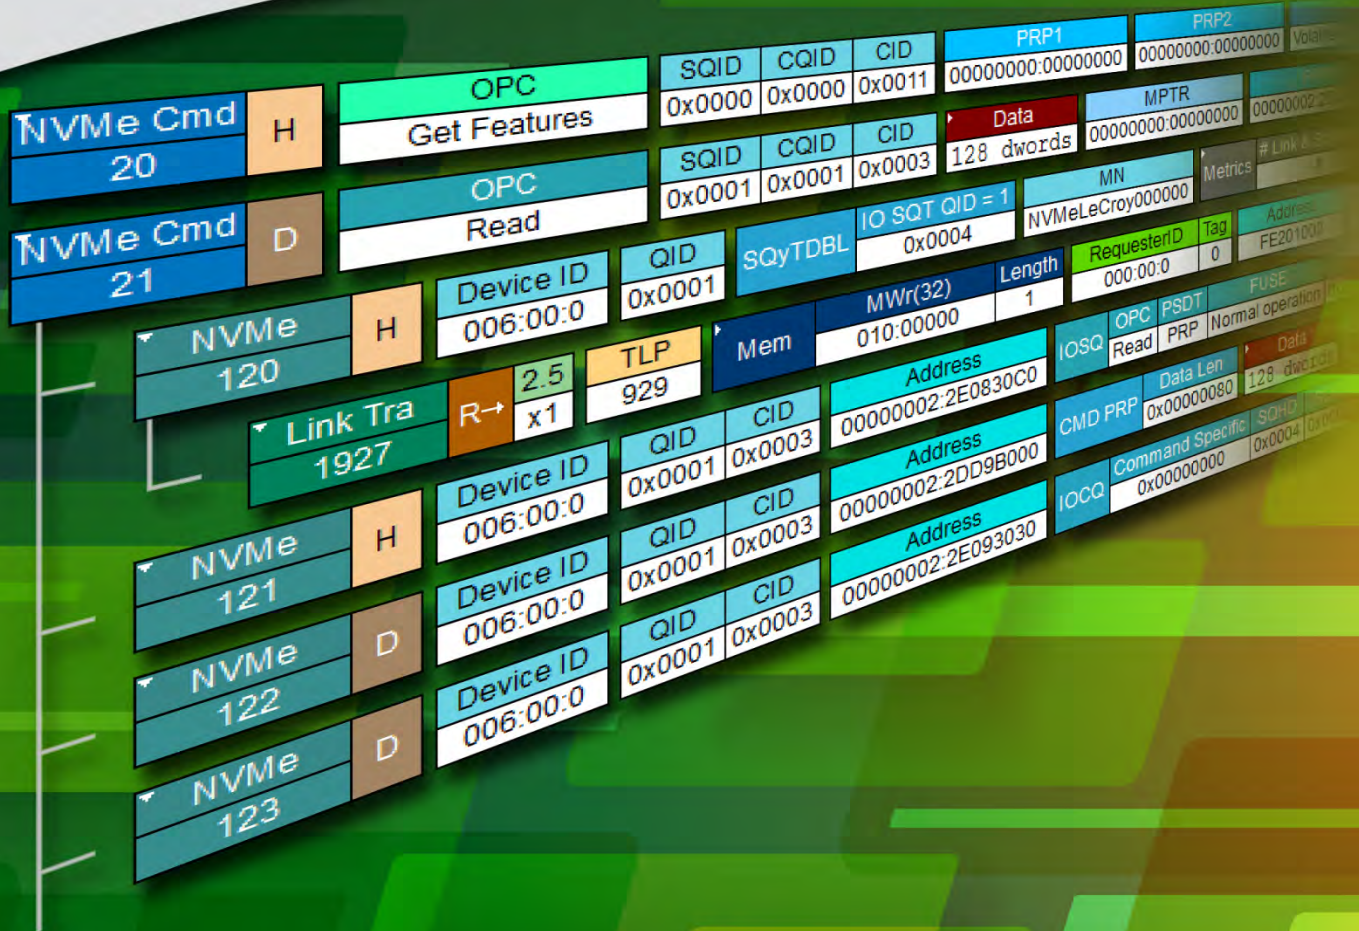 NVMe Cmd H OPC SQID CQID CID PRP1 PRP2
20 Get Features 0x0000 0x0000 0x0011 00000000:00000000 00000000:00000000
NVMe Cmd D OPC SQID CQID CID Data MPTR
21 Read 0x0001 0x0001 0x0003 128 dwords 00000000:00000000
NVMe H Device ID QID SQyTDBL IO SQT QID = 1 MN Metrics
120 006:00:0 0x0001 0x0004 NVMeLeCroy000000
Link Tra R→ 2.5 TLP Mem MWr(32) Length RequesterID Tag Address
1927 x1 929 010:00000 1 000:00:0 0
NVMe H Device ID QID CID Address IOSQ OPC PSDT FUSE
121 006:00:0 0x0001 0x0003 00000002:2E0830C0 Read PRP Normal operation
NVMe D Device ID QID CID Address CMD PRP Data Len Data
122 006:00:0 0x0001 0x0003 00000002:2DD9B000 0x00000080 128 dwords
NVMe D Device ID QID CID Address IOCQ Command Specific SQHD
123 006:00:0 0x0001 0x0003 00000002:2E093030 0x00000000 0x0004